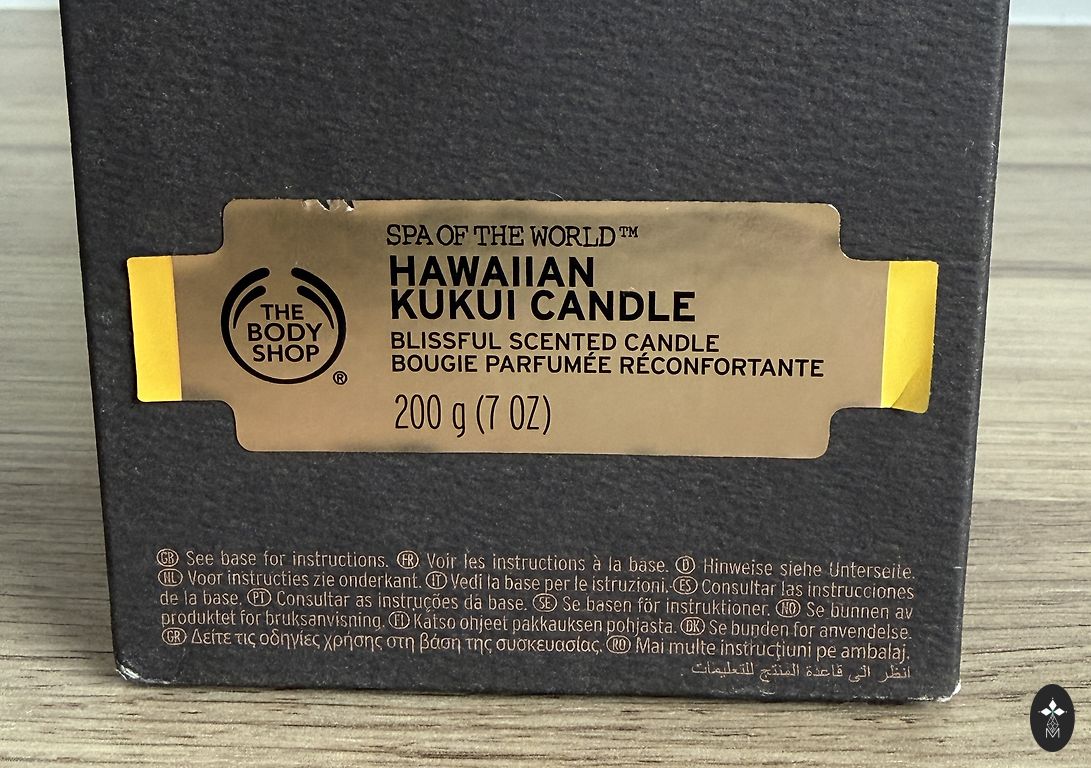 SPA OF THE WORLD™
HAWAIIAN
KUKUI CANDLE
BLISSFUL SCENTED CANDLE
BOUGIE PARFUMÉE RÉCONFORTANTE
200 g (7 OZ)
THE
BODY
SHOP
®
GB See base for instructions. FR Voir les instructions à la base. D Hinweise siehe Unterseite.
NL Voor instructies zie onderkant. IT Vedi la base per le istruzioni. ES Consultar las instrucciones
de la base. PT Consultar as instruções da base. SE Se basen för instruktioner. NO Se bunnen av
produktet for bruksanvisning. FI Katso ohjeet pakkauksen pohjasta. DK Se bunden for anvendelse.
GR Δείτε τις οδηγίες χρήσης στη βάση της συσκευασίας. RO Mai multe instrucțiuni pe ambalaj.
انظر الى قاعدة المنتج للتعليمات
M